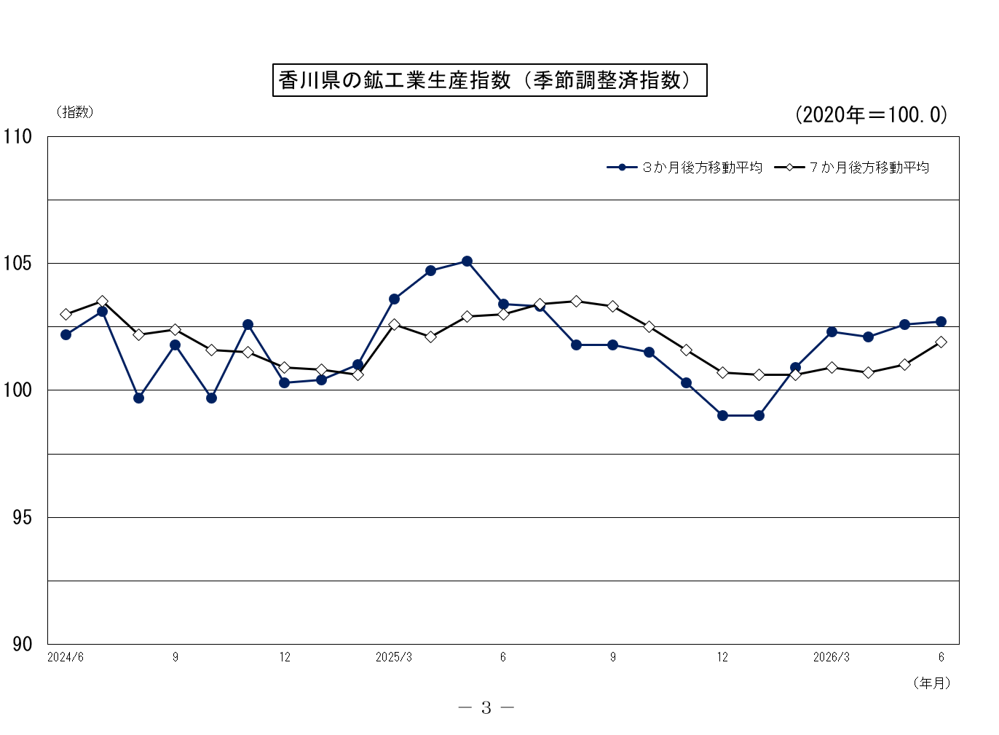 香川県の鉱工業生産指数（季節調整済指数）
（指数）
(2020年＝100.0)
110
３か月後方移動平均 ７か月後方移動平均
105
100
95
90
2024/6 9 12 2025/3 6 9 12 2026/3 6
（年月）
－ 3 －